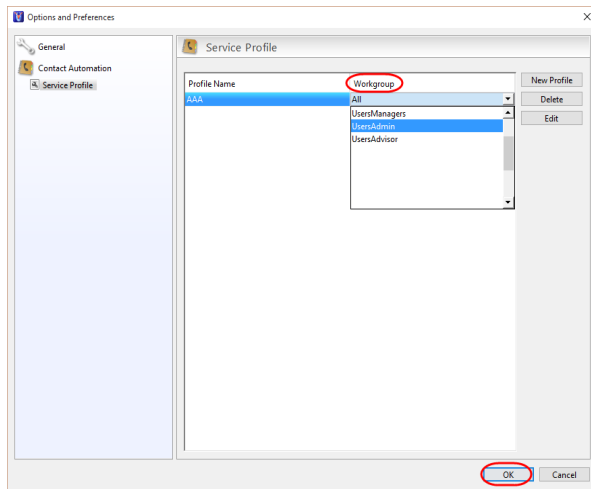 Options and Preferences
General
Contact Automation
Service Profile
Service Profile
Profile Name Workgroup
AAA All
UsersManagers
UsersAdmin
UsersAdvisor
New Profile
Delete
Edit
OK Cancel